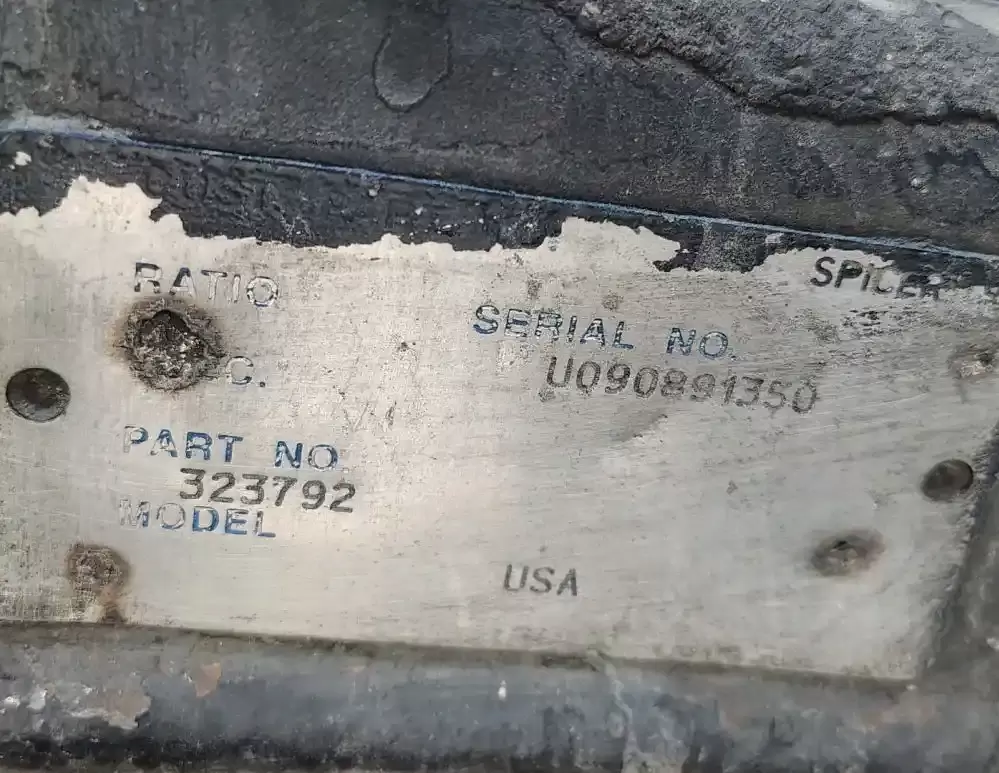 SPICER
RATIO
SERIAL NO.
C.
U090891350
PART NO.
323792
MODEL
USA